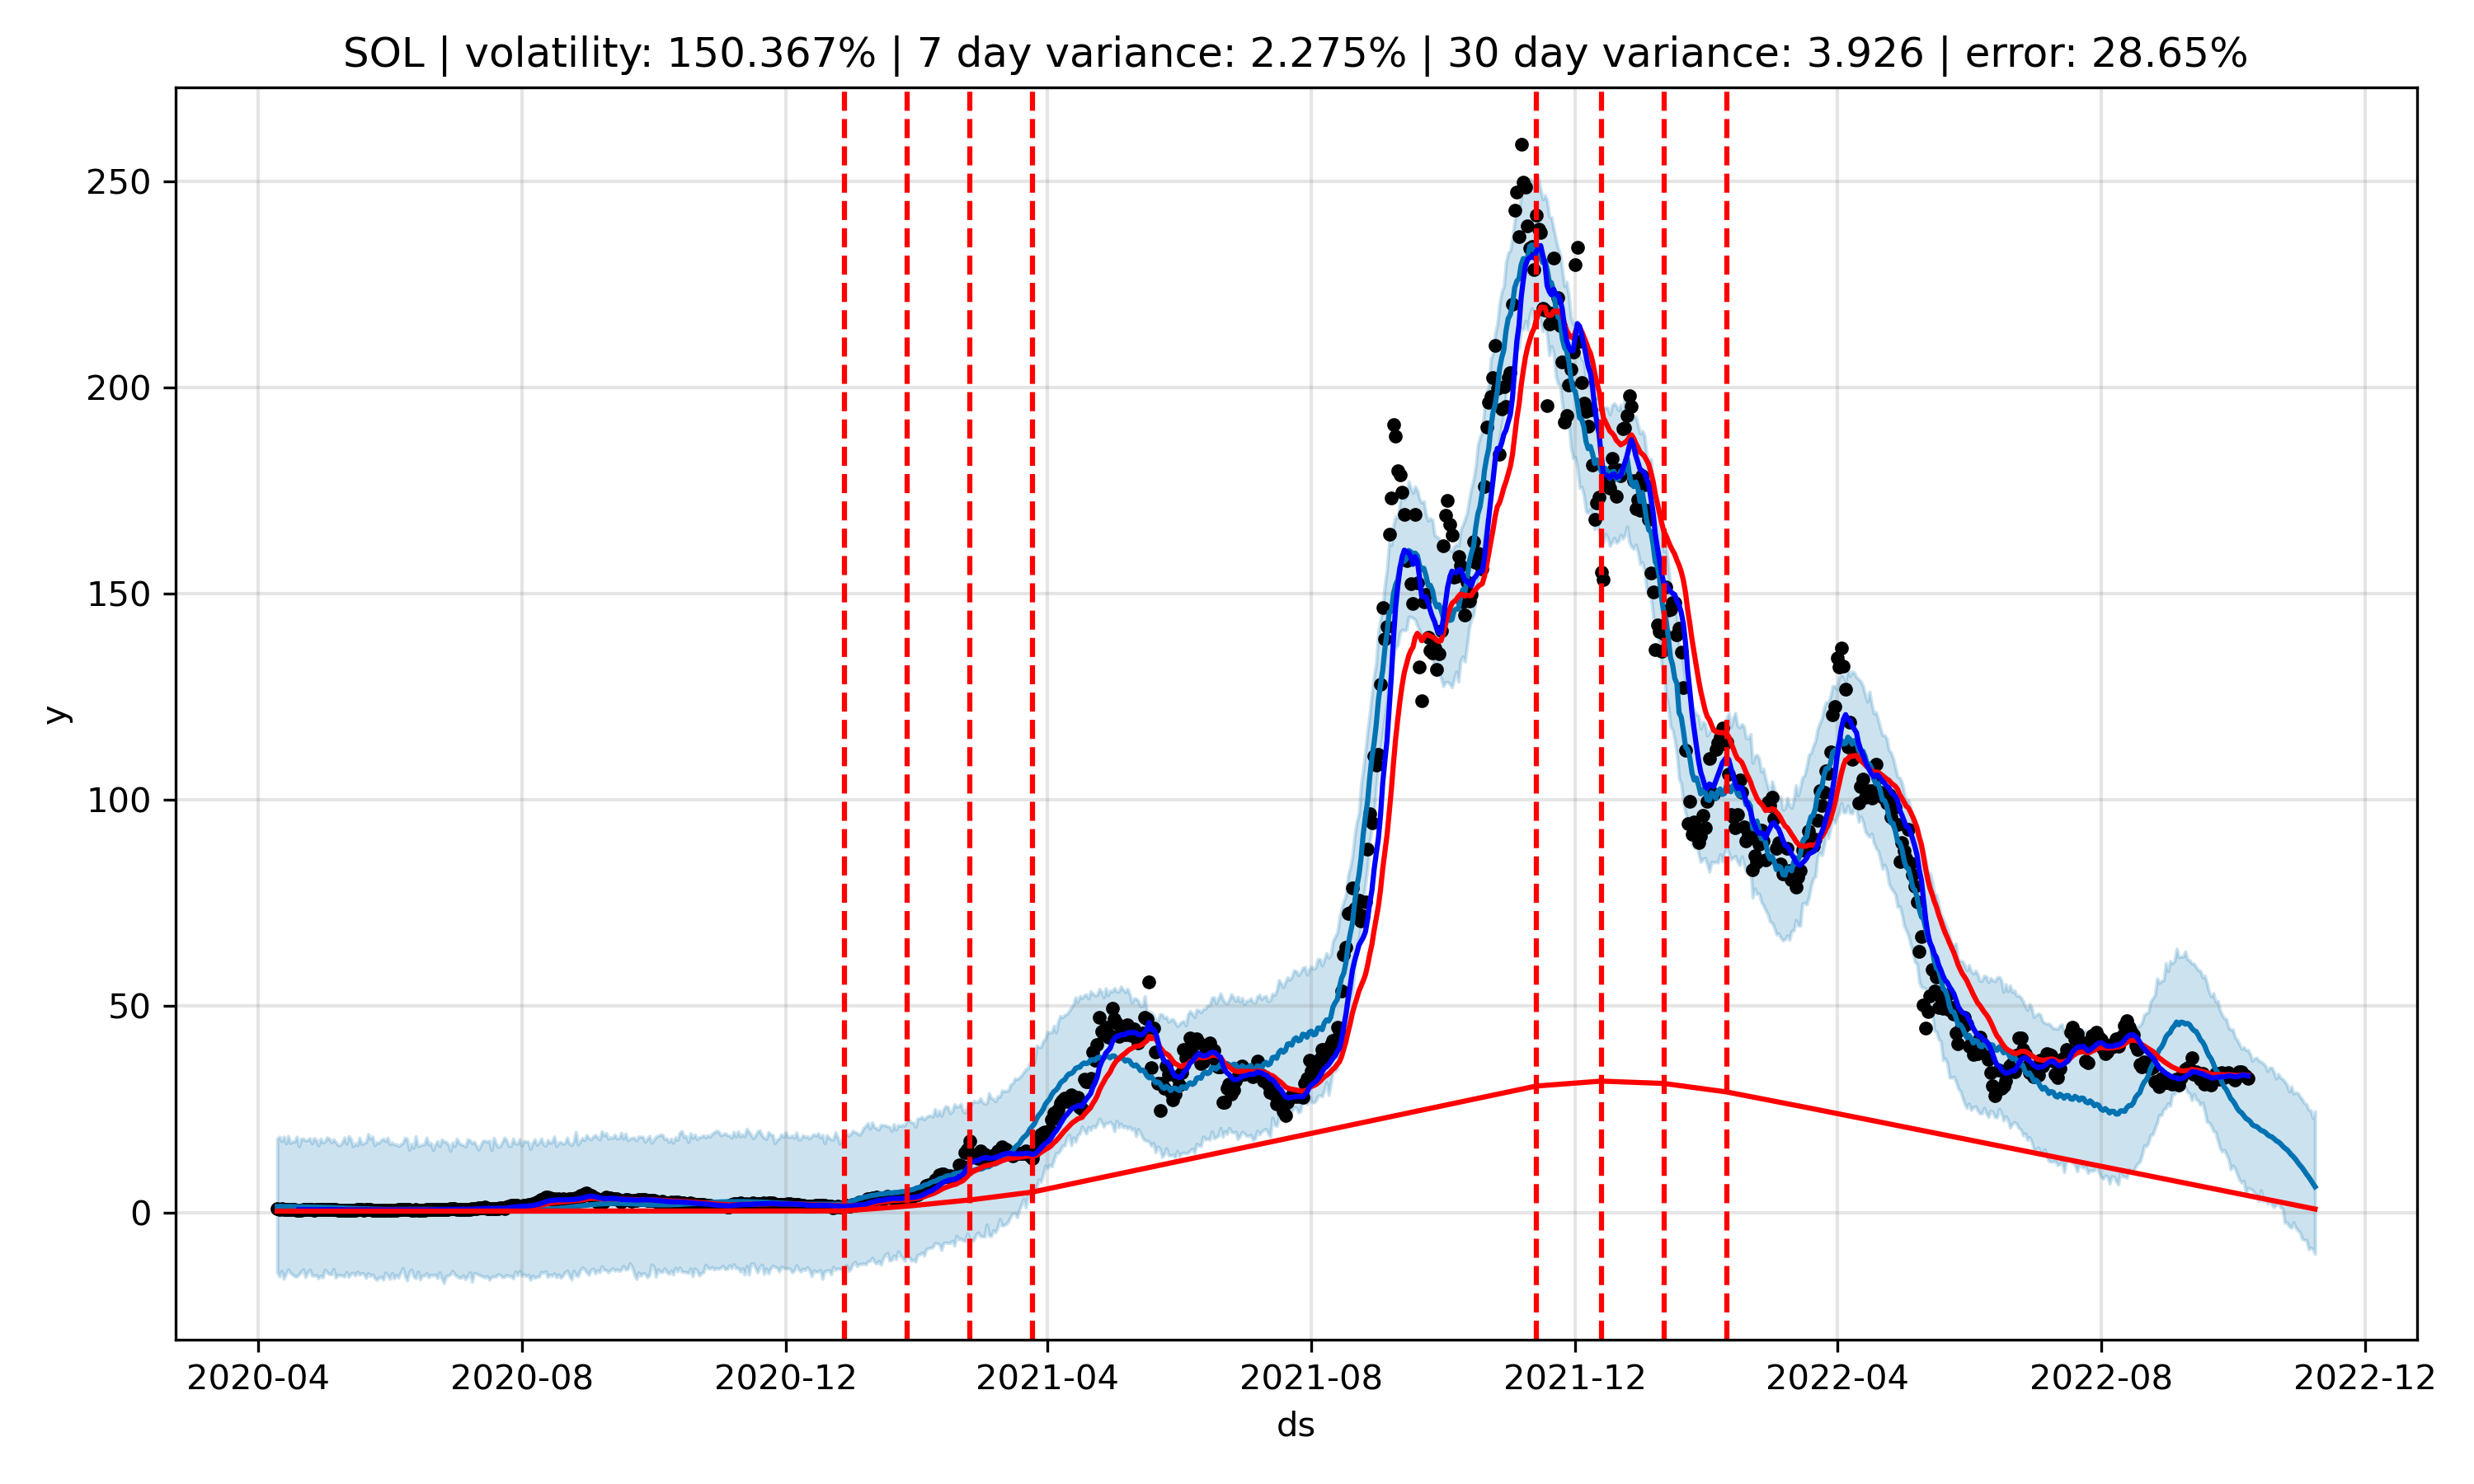 SOL | volatility: 150.367% | 7 day variance: 2.275% | 30 day variance: 3.926 | error: 28.65%
250
200
150
100
50
0
y
2020-04 2020-08 2020-12 2021-04 2021-08 2021-12 2022-04 2022-08 2022-12
ds